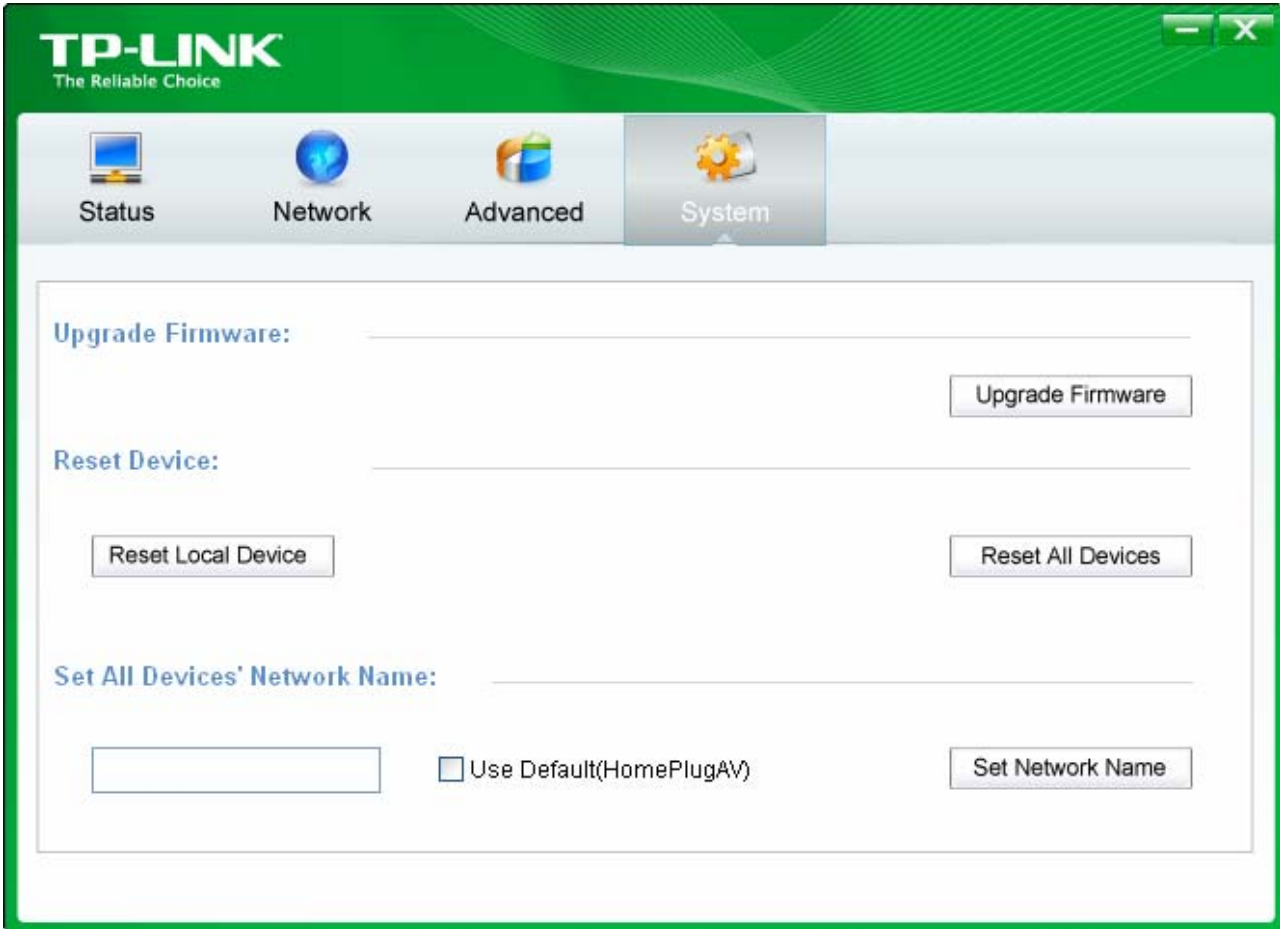 TP-LINK
The Reliable Choice
Status
Network
Advanced
System
Upgrade Firmware:
Upgrade Firmware
Reset Device:
Reset Local Device
Reset All Devices
Set All Devices' Network Name:
Use Default(HomePlugAV)
Set Network Name